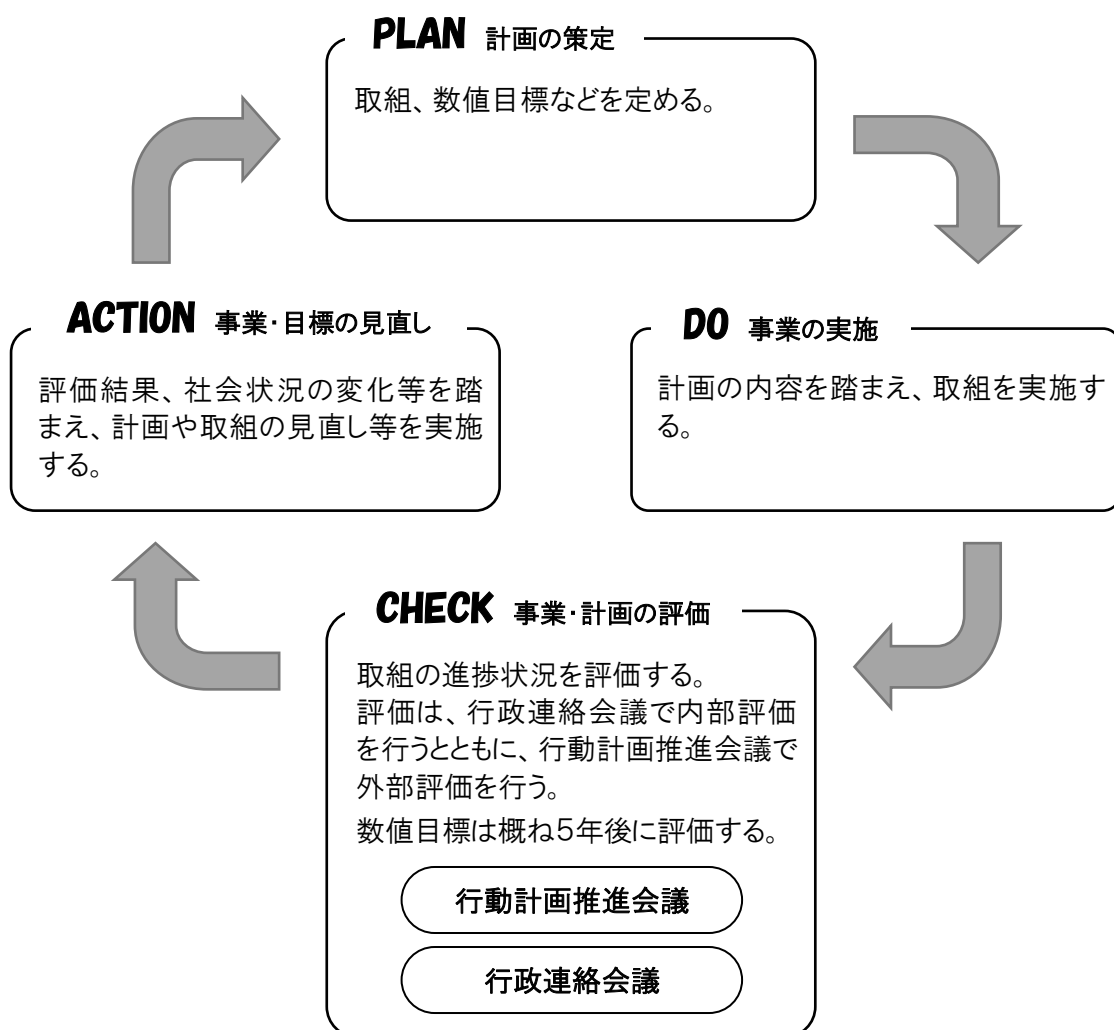 PLAN 計画の策定
取組、数値目標などを定める。
ACTION 事業・目標の見直し
評価結果、社会状況の変化等を踏
まえ、計画や取組の見直し等を実施
する。
DO 事業の実施
計画の内容を踏まえ、取組を実施す
る。
CHECK 事業・計画の評価
取組の進捗状況を評価する。
評価は、行政連絡会議で内部評価
を行うとともに、行動計画推進会議で
外部評価を行う。
数値目標は概ね5年後に評価する。
行動計画推進会議
行政連絡会議